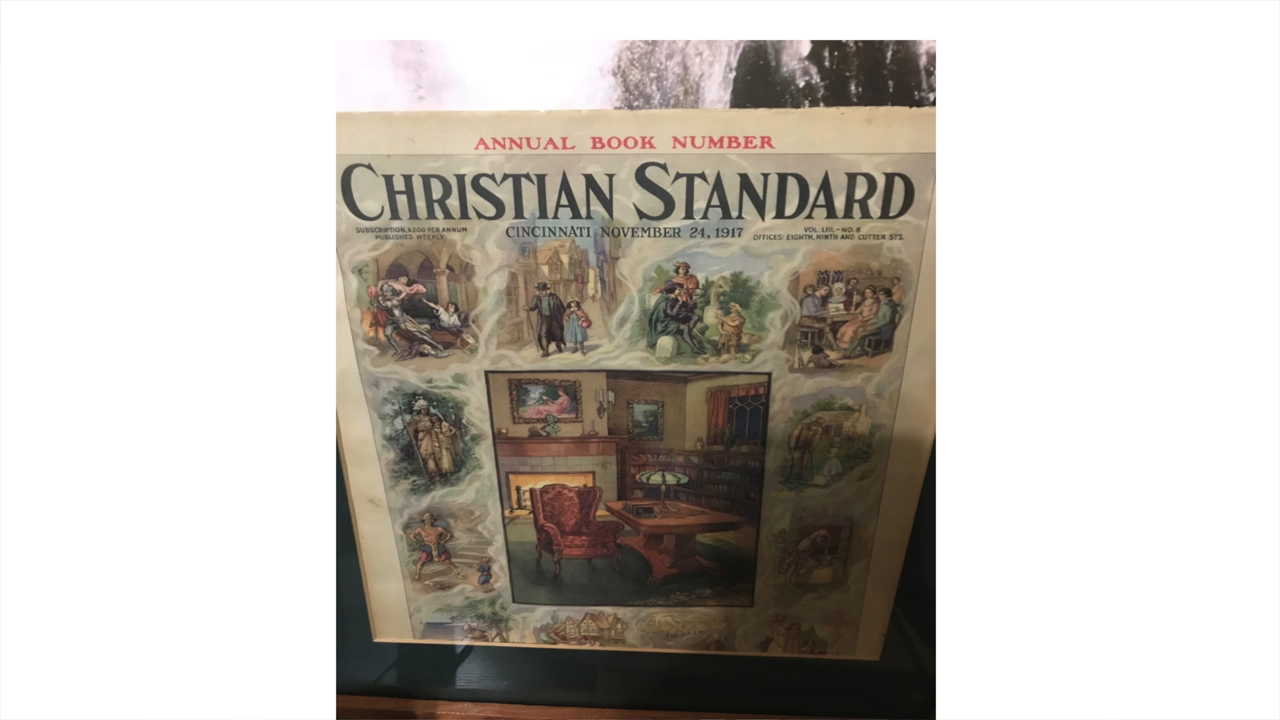 ANNUAL BOOK NUMBER
CHRISTIAN STANDARD
SUBSCRIPTION, $2.00 PER ANNUM
PUBLISHED WEEKLY
CINCINNATI NOVEMBER 24, 1917
VOL. LIII.—NO. 8
OFFICES: EIGHTH, NINTH AND CUTTER STS.